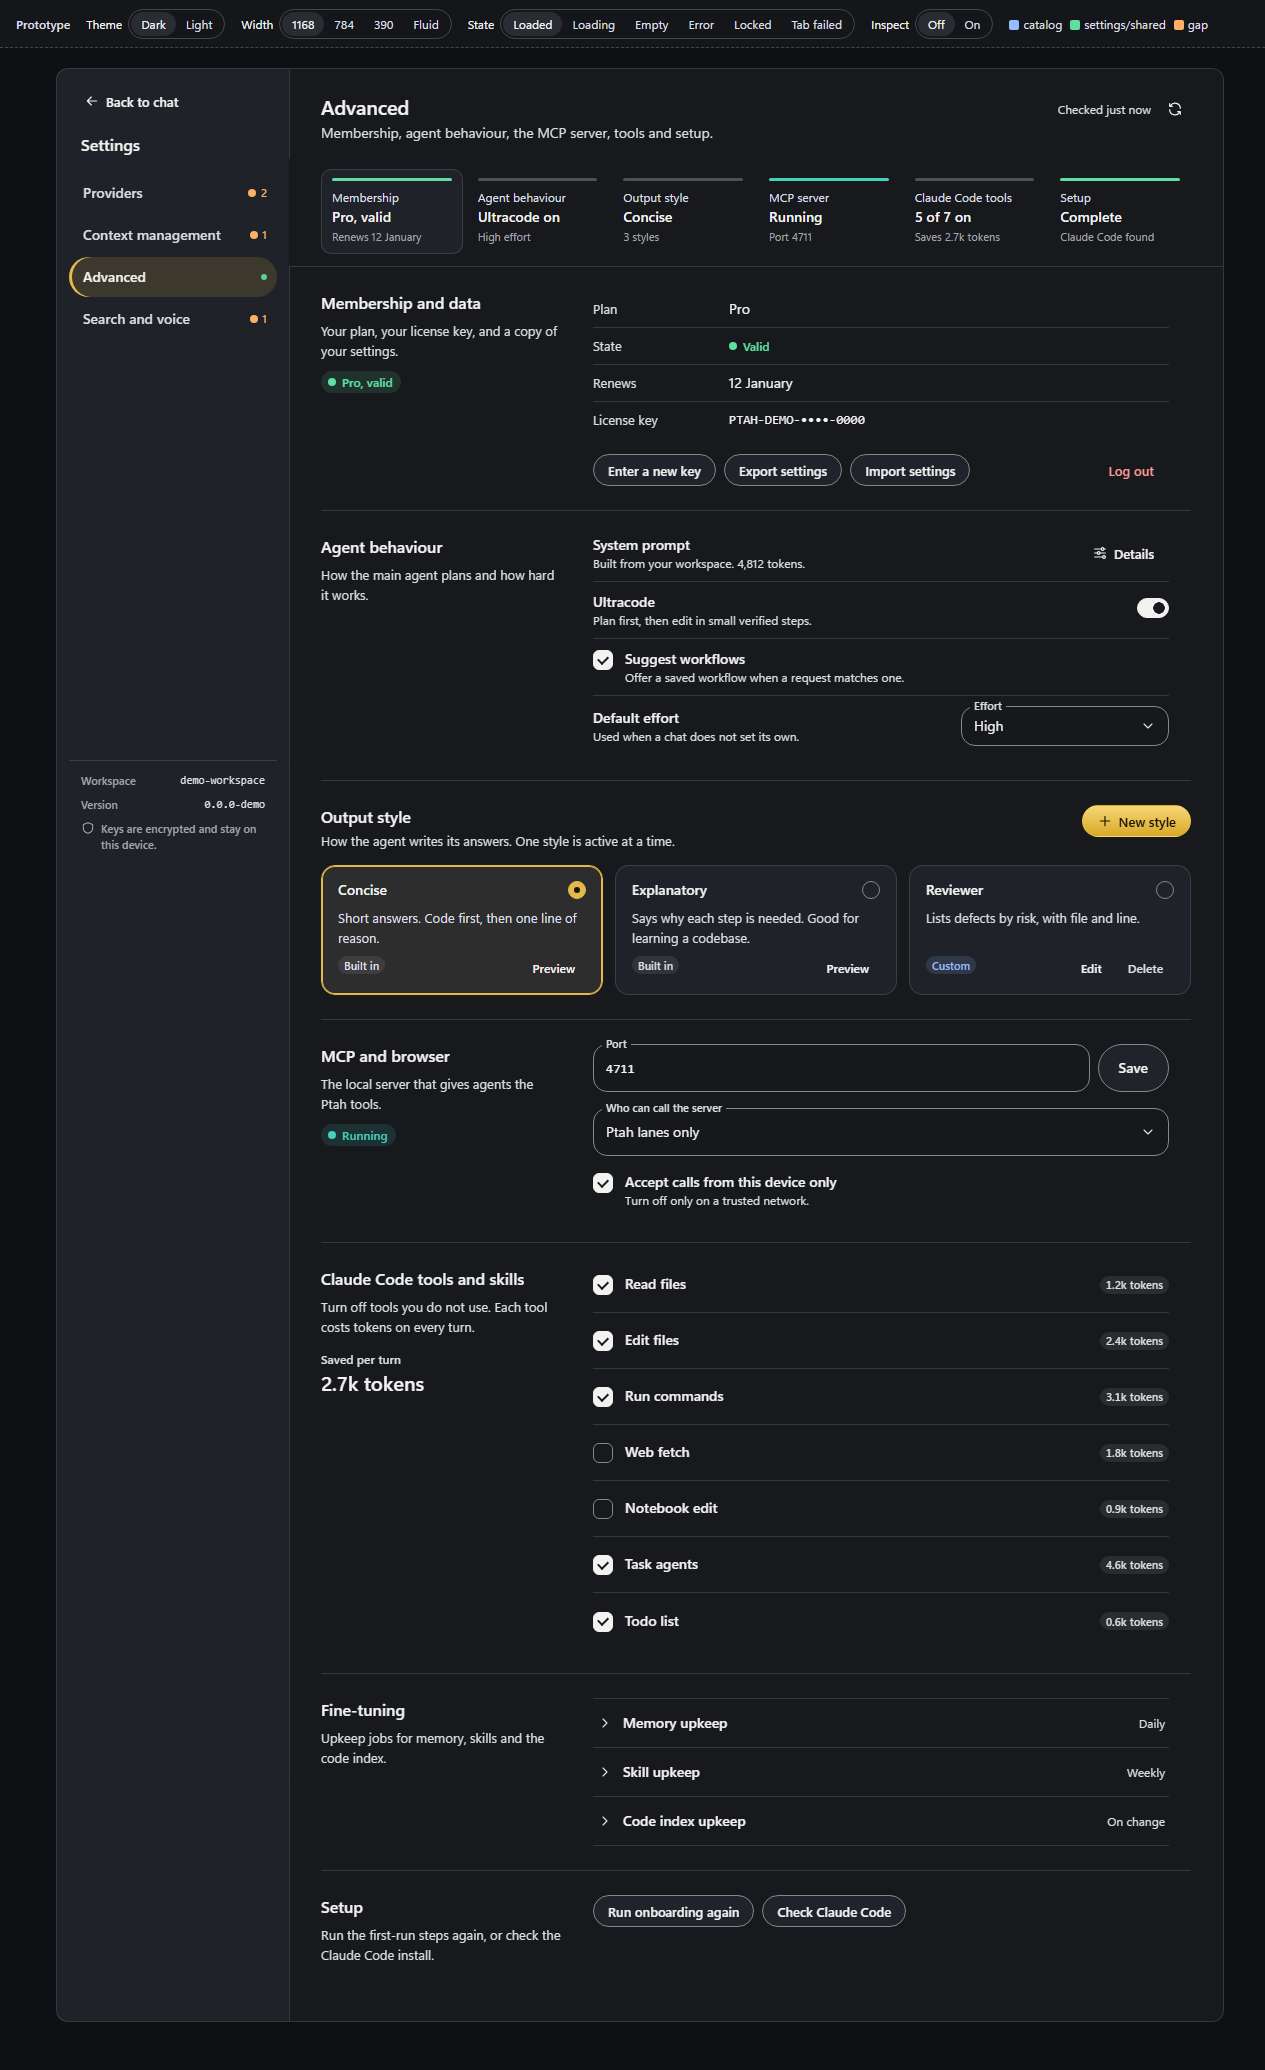 Prototype Theme Dark Light Width 1168 784 390 Fluid State Loaded Loading Empty Error Locked Tab failed Inspect Off On catalog settings/shared gap
Back to chat
Settings
Providers 2
Context management 1
Advanced
Search and voice 1
Workspace demo-workspace
Version 0.0.0-demo
Keys are encrypted and stay on
this device.
Advanced
Membership, agent behaviour, the MCP server, tools and setup.
Checked just now
Membership
Pro, valid
Renews 12 January
Agent behaviour
Ultracode on
High effort
Output style
Concise
3 styles
MCP server
Running
Port 4711
Claude Code tools
5 of 7 on
Saves 2.7k tokens
Setup
Complete
Claude Code found
Membership and data
Your plan, your license key, and a copy of
your settings.
Pro, valid
Plan Pro
State Valid
Renews 12 January
License key PTAH-DEMO-••••-0000
Enter a new key Export settings Import settings Log out
Agent behaviour
How the main agent plans and how hard
it works.
System prompt
Built from your workspace. 4,812 tokens.
Details
Ultracode
Plan first, then edit in small verified steps.
Suggest workflows
Offer a saved workflow when a request matches one.
Default effort
Used when a chat does not set its own.
Effort
High
Output style
How the agent writes its answers. One style is active at a time.
New style
Concise
Short answers. Code first, then one line of
reason.
Built in Preview
Explanatory
Says why each step is needed. Good for
learning a codebase.
Built in Preview
Reviewer
Lists defects by risk, with file and line.
Custom Edit Delete
MCP and browser
The local server that gives agents the
Ptah tools.
Running
Port
4711
Save
Who can call the server
Ptah lanes only
Accept calls from this device only
Turn off only on a trusted network.
Claude Code tools and skills
Turn off tools you do not use. Each tool
costs tokens on every turn.
Saved per turn
2.7k tokens
Read files 1.2k tokens
Edit files 2.4k tokens
Run commands 3.1k tokens
Web fetch 1.8k tokens
Notebook edit 0.9k tokens
Task agents 4.6k tokens
Todo list 0.6k tokens
Fine-tuning
Upkeep jobs for memory, skills and the
code index.
Memory upkeep Daily
Skill upkeep Weekly
Code index upkeep On change
Setup
Run the first-run steps again, or check the
Claude Code install.
Run onboarding again Check Claude Code